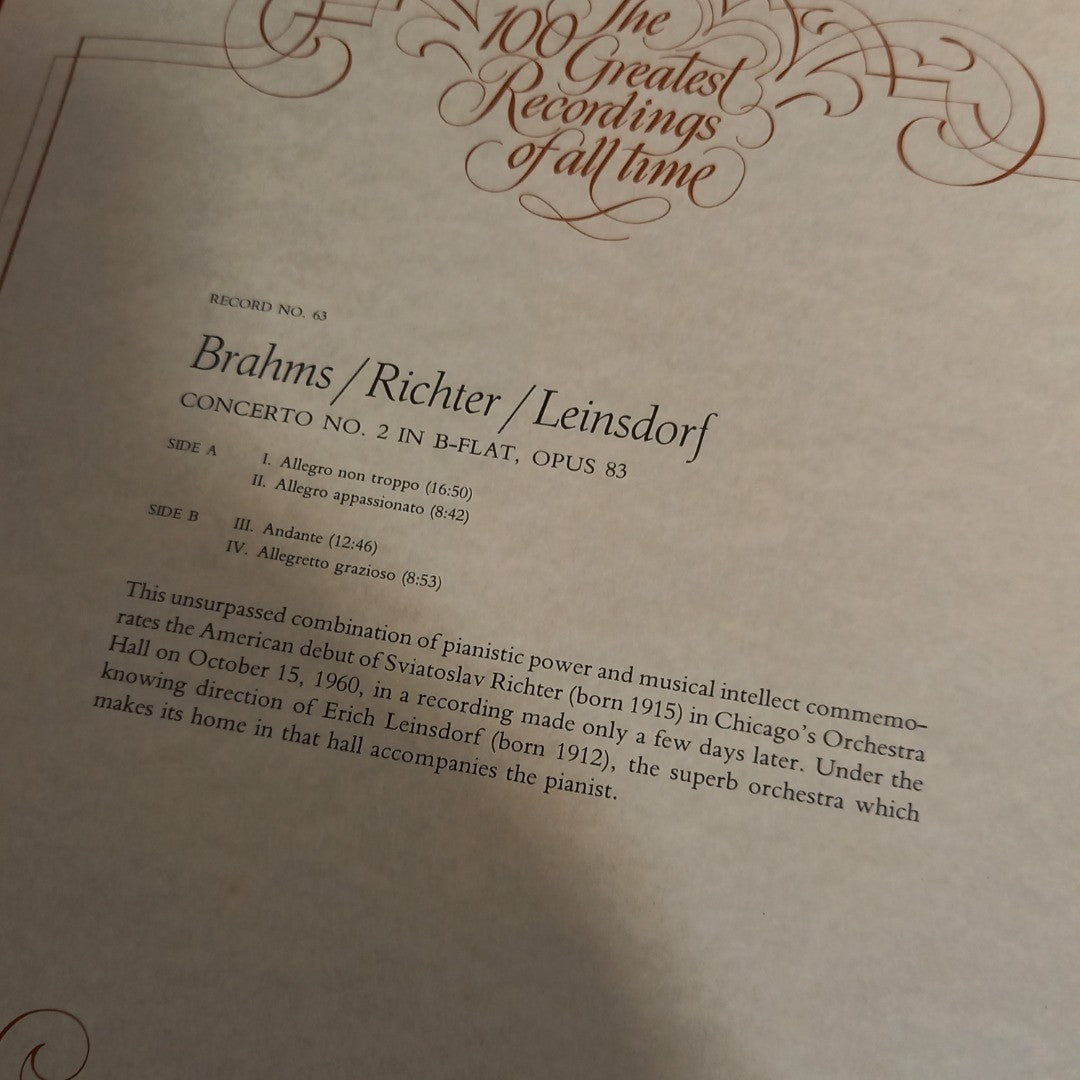 The
100
Greatest
Recordings
of all time
RECORD NO. 63
Brahms / Richter / Leinsdorf
CONCERTO NO. 2 IN B-FLAT, OPUS 83
SIDE A I. Allegro non troppo (16:50)
II. Allegro appassionato (8:42)
SIDE B III. Andante (12:46)
IV. Allegretto grazioso (8:53)
This unsurpassed combination of pianistic power and musical intellect commemo-
rates the American debut of Sviatoslav Richter (born 1915) in Chicago's Orchestra
Hall on October 15, 1960, in a recording made only a few days later. Under the
knowing direction of Erich Leinsdorf (born 1912), the superb orchestra which
makes its home in that hall accompanies the pianist.